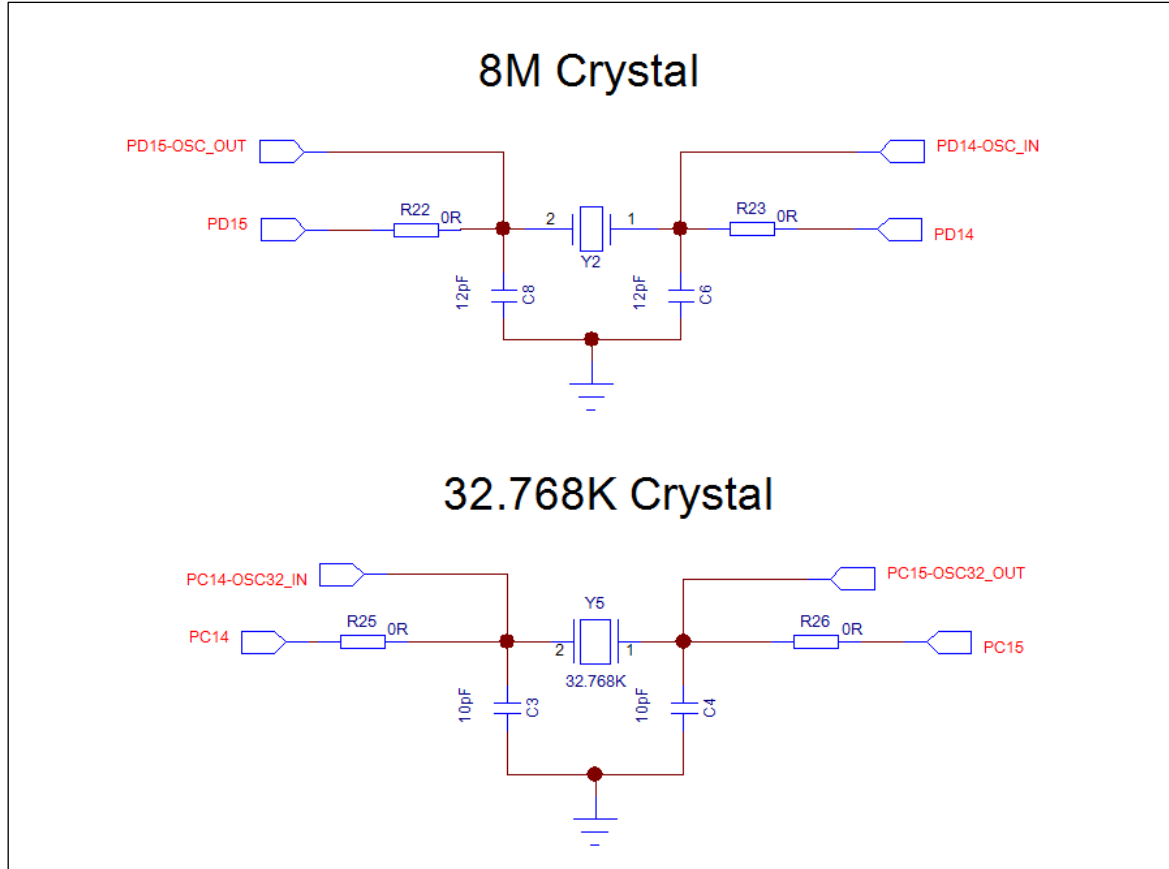 8M Crystal
PD15-OSC_OUT
PD14-OSC_IN
PD15
R22
0R
2
1
Y2
R23
0R
PD14
12pF
C8
12pF
C6
32.768K Crystal
PC14-OSC32_IN
PC15-OSC32_OUT
PC14
R25
0R
Y5
2
1
32.768K
R26
0R
PC15
10pF
C3
10pF
C4